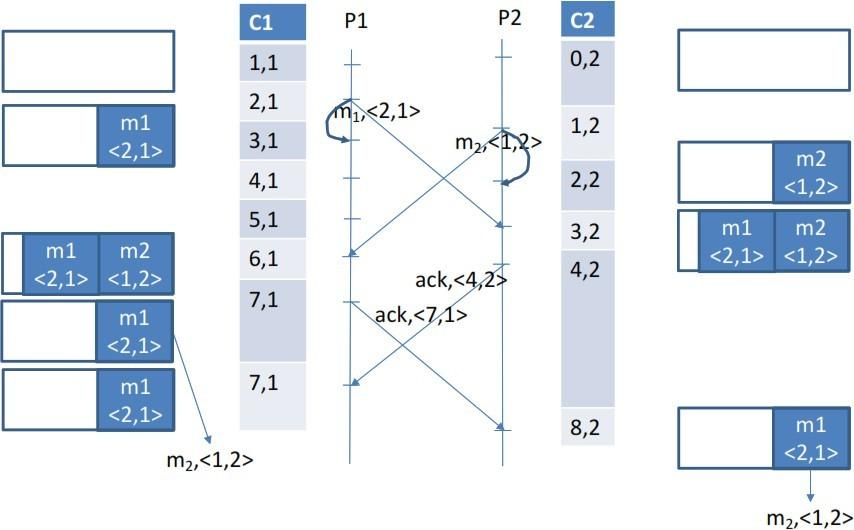 C1
P1
P2
C2
1,1
0,2
2,1
m1
<2,1>
m₁,<2,1>
1,2
3,1
m₂,<1,2>
m2
<1,2>
4,1
2,2
5,1
3,2
m1
<2,1>
m2
<1,2>
6,1
m1
<2,1>
m2
<1,2>
4,2
ack,<4,2>
7,1
m1
<2,1>
ack,<7,1>
7,1
m1
<2,1>
8,2
m1
<2,1>
m₂,<1,2>
m₂,<1,2>